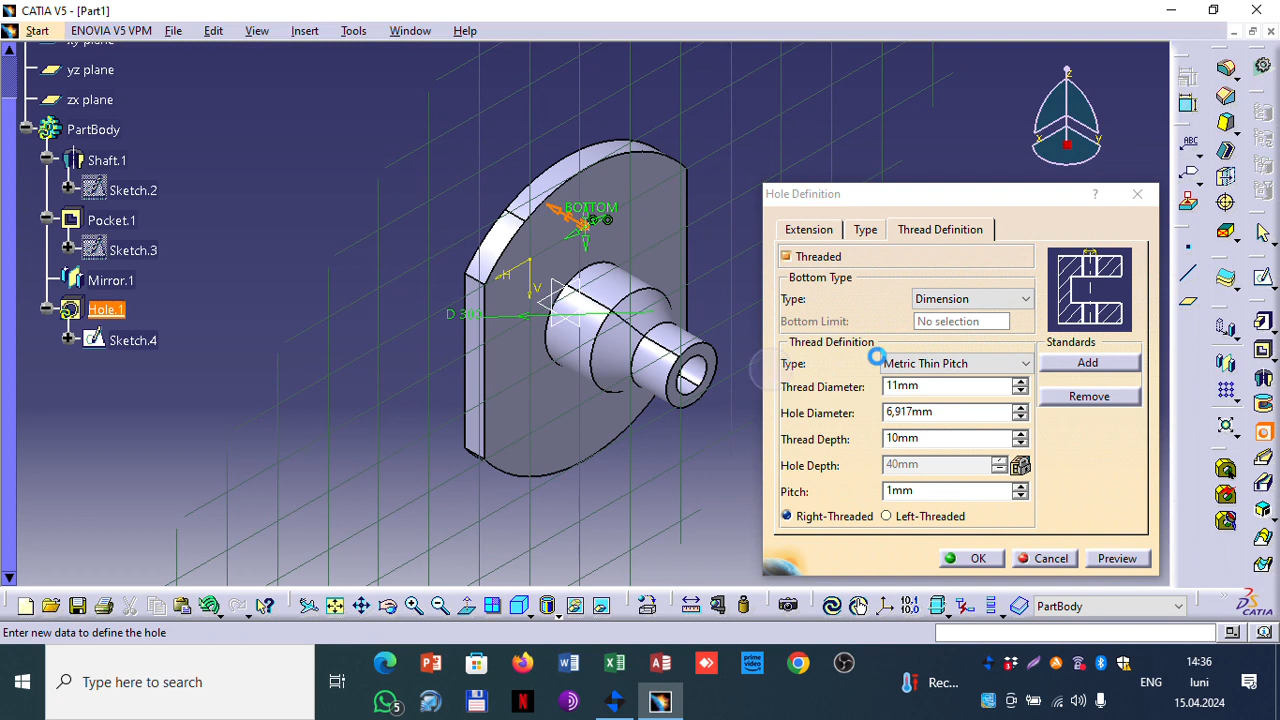 CATIA V5 - [Part1]
Start ENOVIA V5 VPM File Edit View Insert Tools Window Help
yz plane
zx plane
PartBody
Shaft.1
Sketch.2
Pocket.1
Sketch.3
Mirror.1
Hole.1
Sketch.4
BOTTOM
H
V
z
x
y
ABC
Hole Definition
?
Extension Type Thread Definition
Threaded
Bottom Type
Type: Dimension
Bottom Limit: No selection
Thread Definition
Type: Metric Thin Pitch
Thread Diameter: 11mm
Hole Diameter: 6,917mm
Thread Depth: 10mm
Hole Depth: 40mm
Pitch: 1mm
Right-Threaded Left-Threaded
Standards
Add
Remove
OK Cancel Preview
10.1
PartBody
CATIA
Enter new data to define the hole
Type here to search
5
Rec...
ENG
14:36
luni
15.04.2024